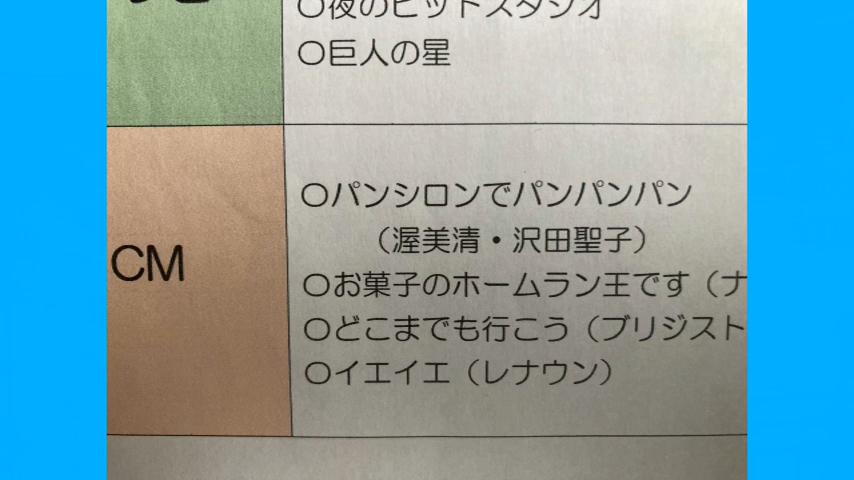 ○夜のヒットスタジオ
○巨人の星
CM
○パンシロンでパンパンパン
（渥美清・沢田聖子）
○お菓子のホームラン王です（ナ
○どこまでも行こう（ブリジスト
○イエイエ（レナウン）